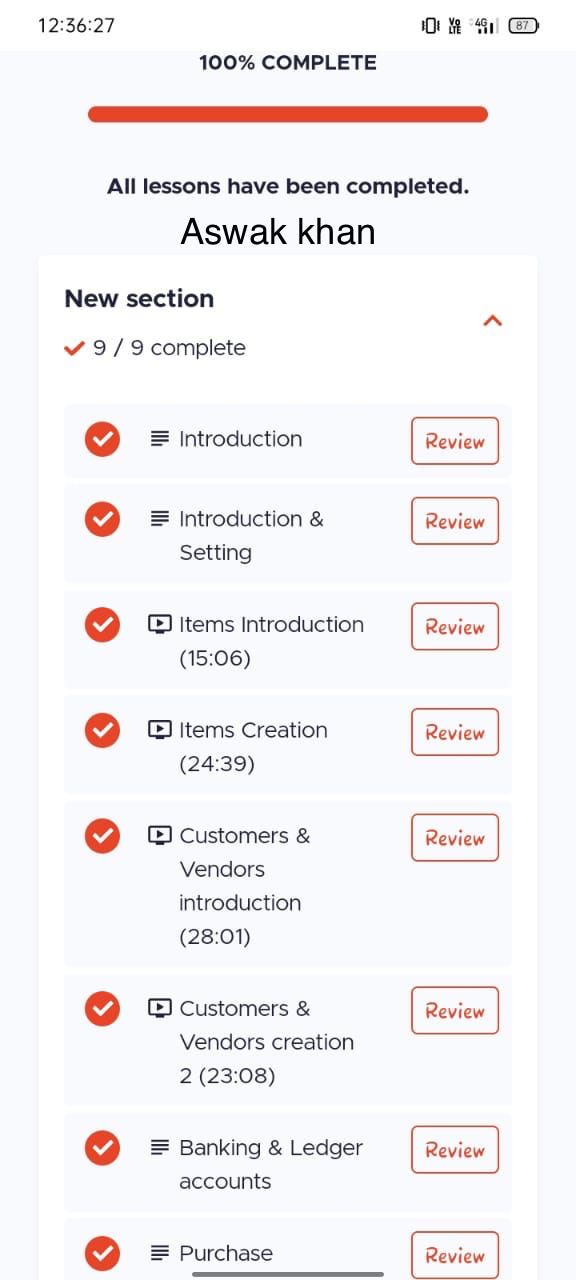 12:36:27
Vo LTE 4G 87
100% COMPLETE
All lessons have been completed.
Aswak khan
New section
9 / 9 complete
Introduction
Review
Introduction &
Setting
Review
Items Introduction
(15:06)
Review
Items Creation
(24:39)
Review
Customers &
Vendors
introduction
(28:01)
Review
Customers &
Vendors creation
2 (23:08)
Review
Banking & Ledger
accounts
Review
Purchase
Review